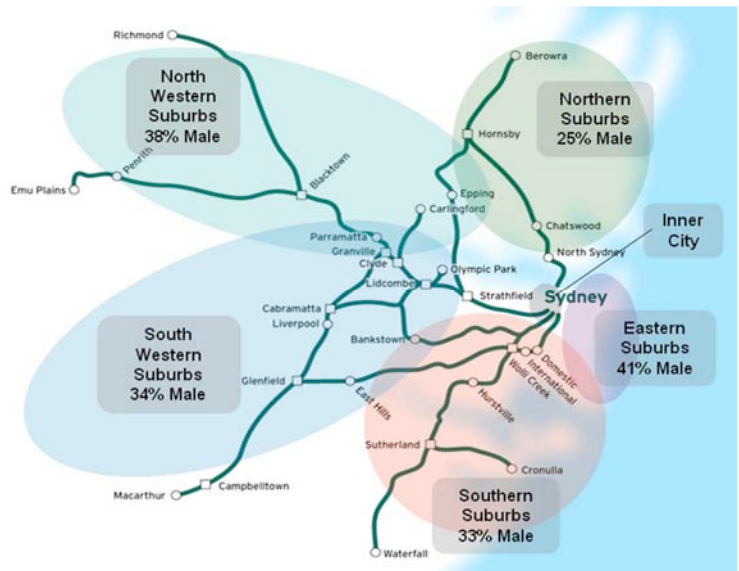 Richmond
North
Western
Suburbs
38% Male
Penrith
Emu Plains
Blacktown
Berowra
Hornsby
Northern
Suburbs
25% Male
Epping
Carlingford
Chatswood
North Sydney
Inner
City
Parramatta
Granville
Clyde
Lidcombe
Olympic Park
Strathfield
Sydney
Cabramatta
Liverpool
Bankstown
South
Western
Suburbs
34% Male
Glenfield
East Hills
Eastern
Suburbs
41% Male
Domestic
International
Wolli Creek
Hurstville
Sutherland
Cronulla
Macarthur
Campbelltown
Southern
Suburbs
33% Male
Waterfall